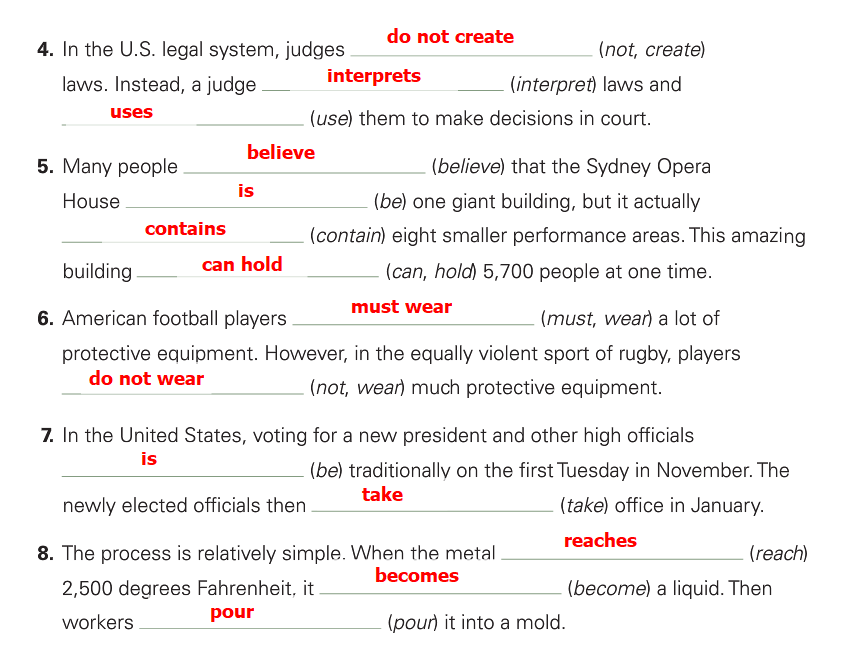 4. In the U.S. legal system, judges do not create (not, create)
laws. Instead, a judge interprets (interpret) laws and
uses (use) them to make decisions in court.
5. Many people believe (believe) that the Sydney Opera
House is (be) one giant building, but it actually
contains (contain) eight smaller performance areas. This amazing
building can hold (can, hold) 5,700 people at one time.
6. American football players must wear (must, wear) a lot of
protective equipment. However, in the equally violent sport of rugby, players
do not wear (not, wear) much protective equipment.
7. In the United States, voting for a new president and other high officials
is (be) traditionally on the first Tuesday in November. The
newly elected officials then take (take) office in January.
8. The process is relatively simple. When the metal reaches (reach)
2,500 degrees Fahrenheit, it becomes (become) a liquid. Then
workers pour (pour) it into a mold.